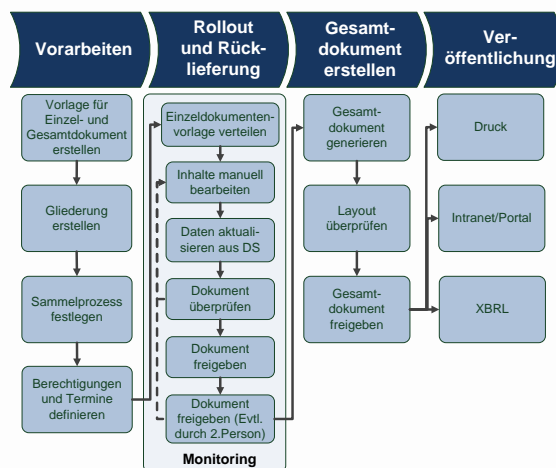 Vorarbeiten
Rollout
und Rück-
lieferung
Gesamt-
dokument
erstellen
Ver-
öffentlichung
Vorlage für
Einzel- und
Gesamtdokument
erstellen
Gliederung
erstellen
Sammelprozess
festlegen
Berechtigungen
und Termine
definieren
Einzeldokumenten-
vorlage verteilen
Inhalte manuell
bearbeiten
Daten aktuali-
sieren aus DS
Dokument
überprüfen
Dokument
freigeben
Dokument
freigeben (Evtl.
durch 2.Person)
Monitoring
Gesamt-
dokument
generieren
Layout
überprüfen
Gesamt-
dokument
freigeben
Druck
Intranet/Portal
XBRL